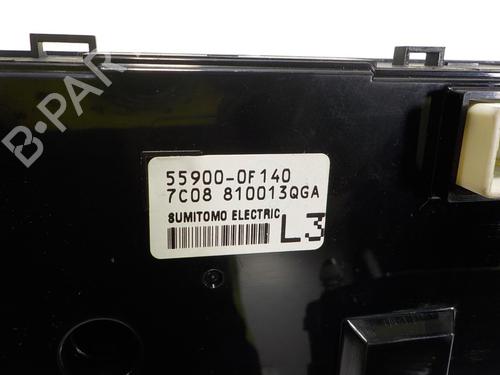 B-PARTS
55900-0F140
7C08 810013QGA
SUMITOMO ELECTRIC
L3